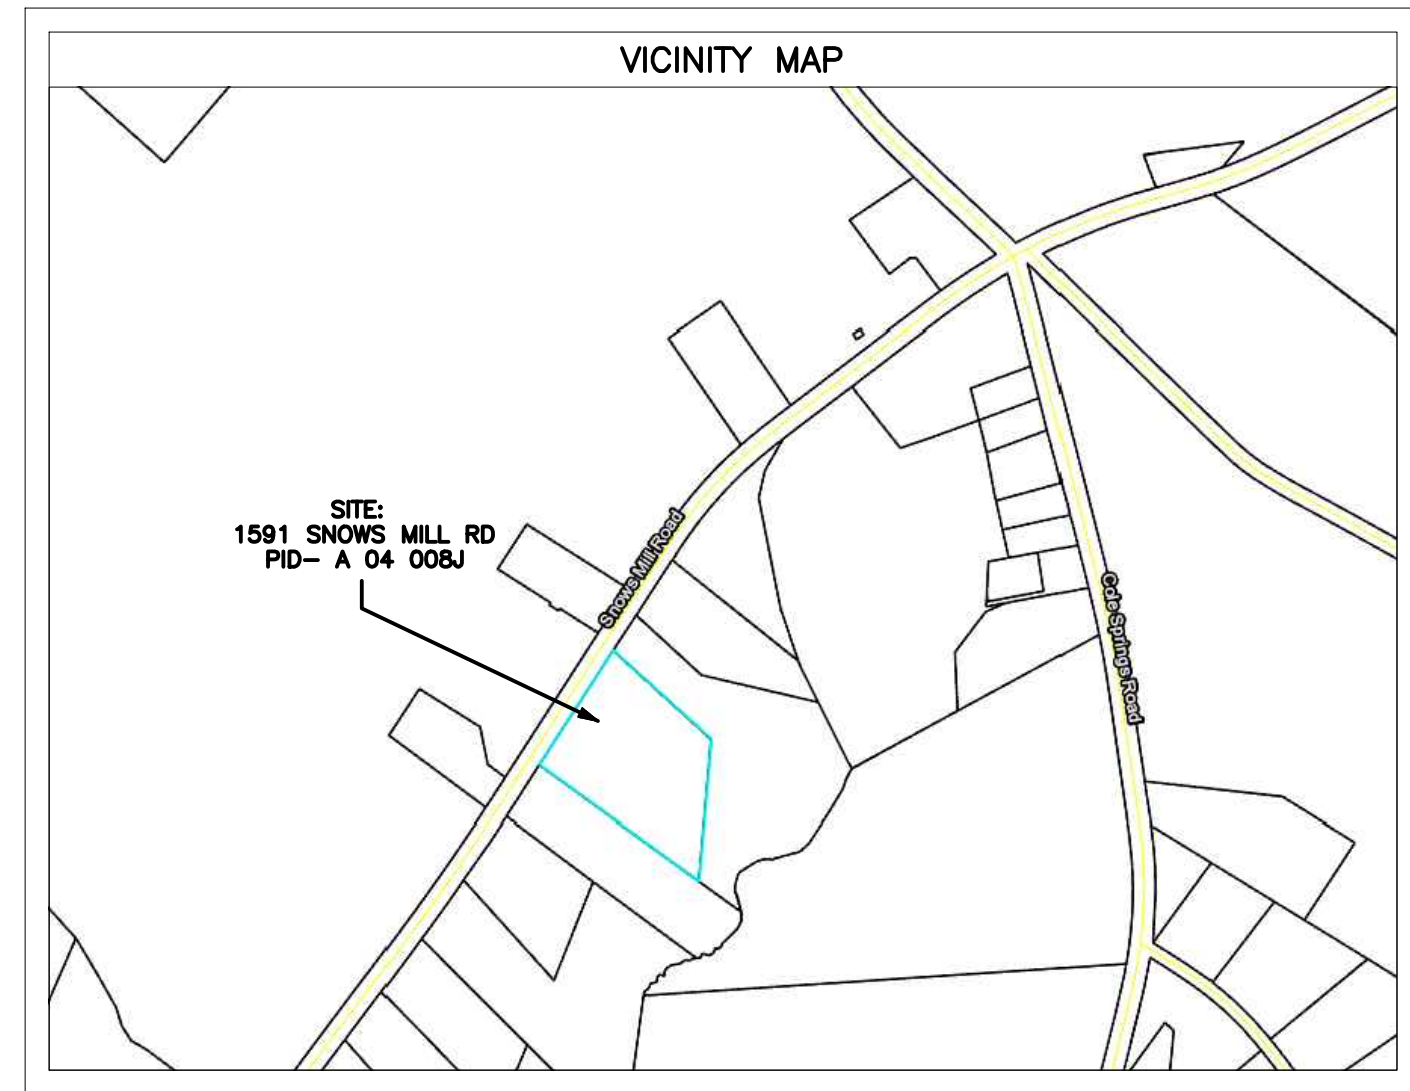 VICINITY MAP
SITE:
1591 SNOWS MILL RD
PID- A 04 008J
Snows Mill Road
Cole Springs Road